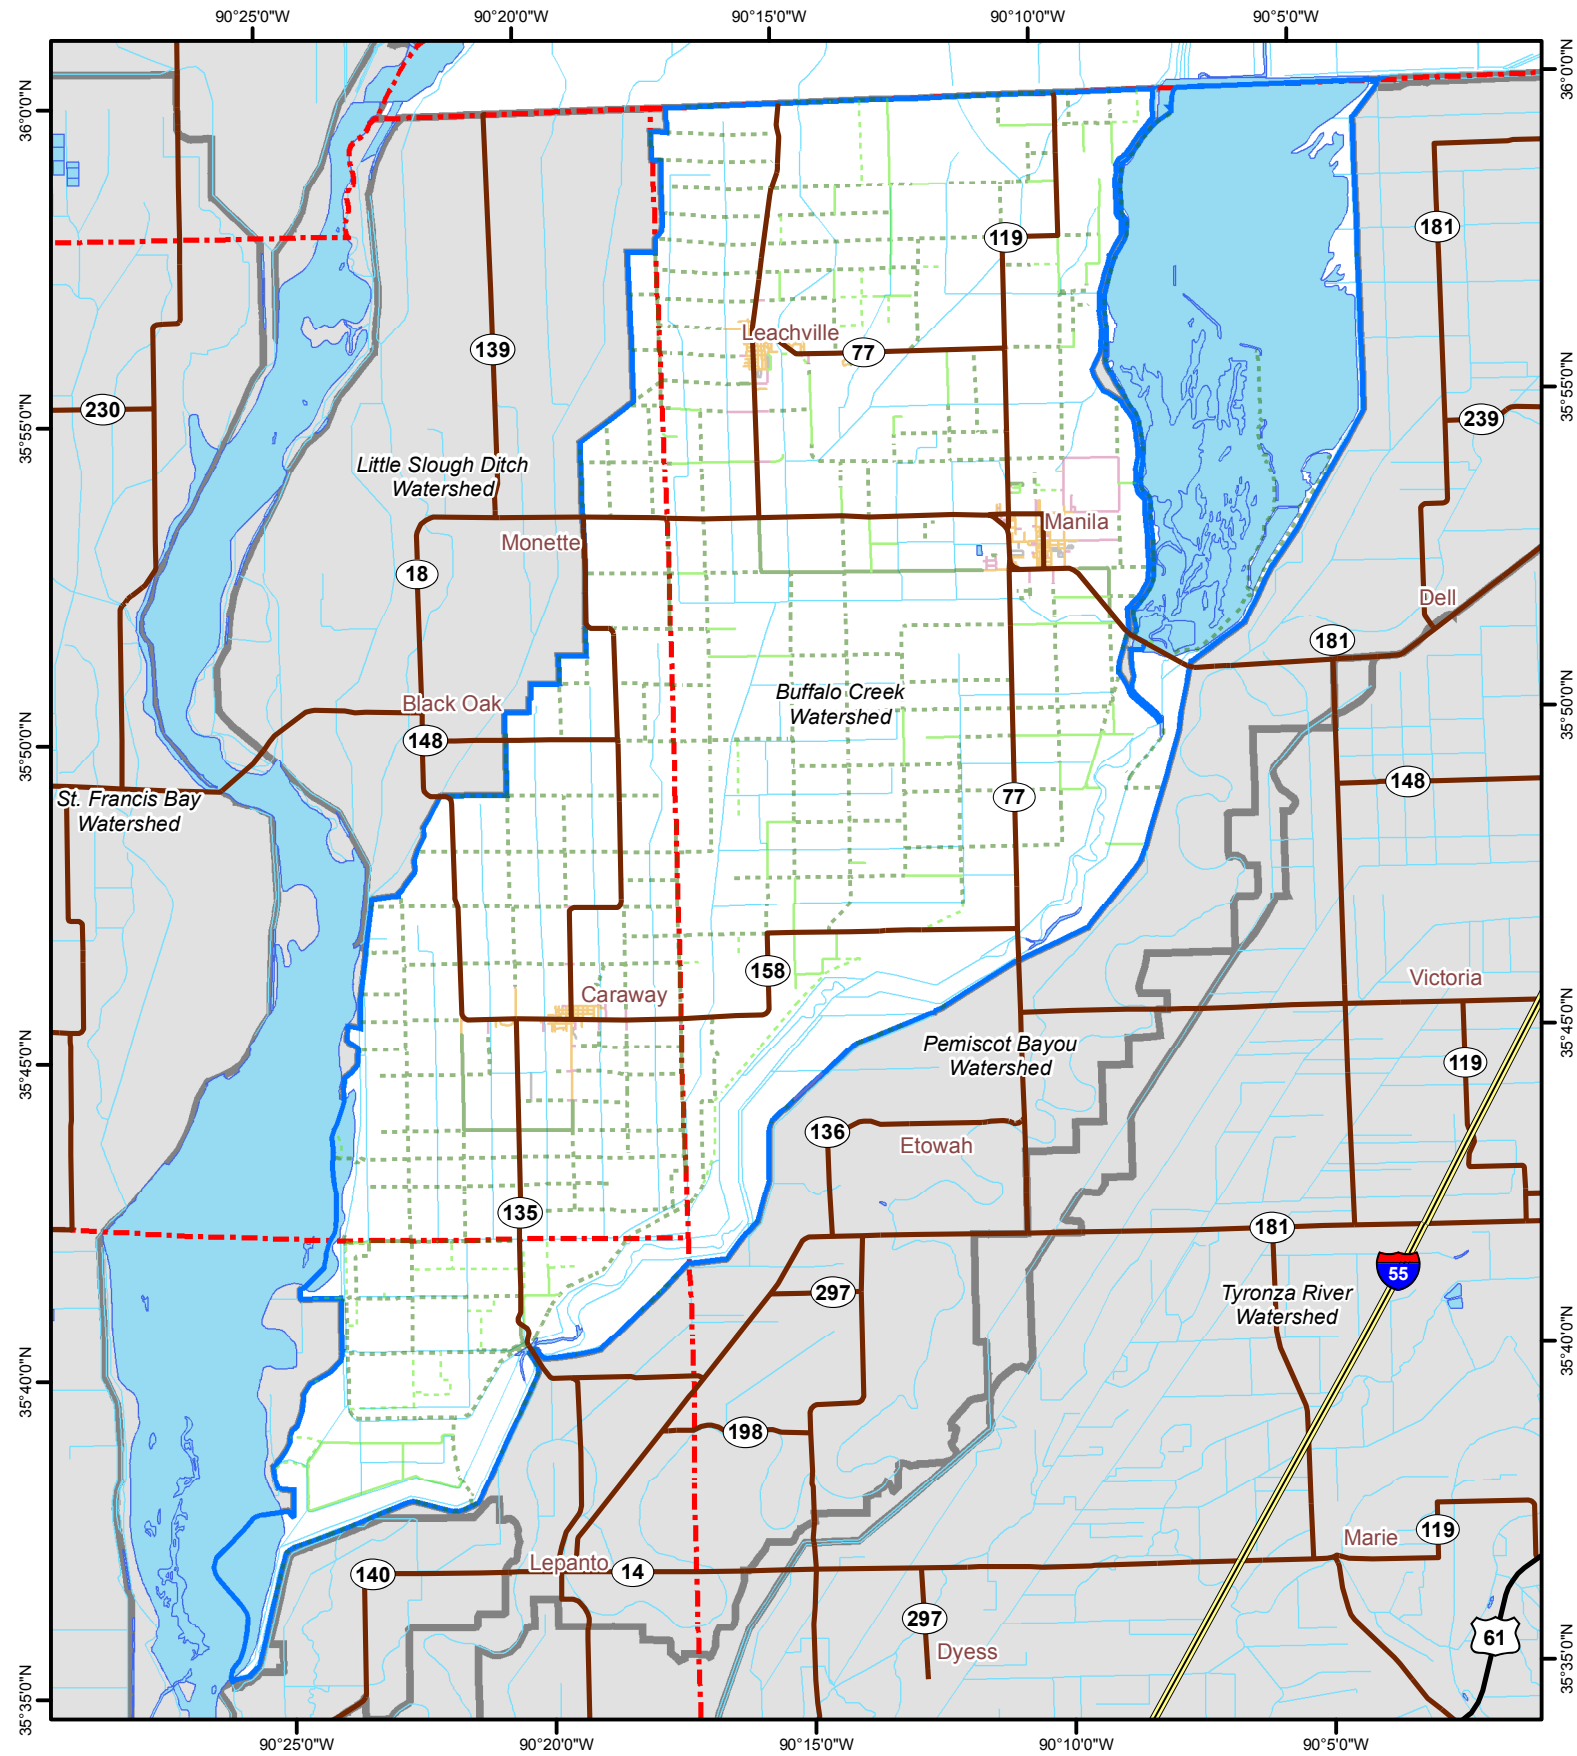 90°25'0"W
90°20'0"W
90°15'0"W
90°10'0"W
90°5'0"W
36°0'0"N
36°0'0"N
181
119
Leachville
77
139
230
35°55'0"N
35°55'0"N
239
Little Slough Ditch
Watershed
Manila
Monette
18
Dell
181
Buffalo Creek
Watershed
Black Oak
148
35°50'0"N
35°50'0"N
148
77
St. Francis Bay
Watershed
158
Victoria
Caraway
35°45'0"N
35°45'0"N
Pemiscot Bayou
Watershed
119
136
Etowah
135
181
55
297
Tyronza River
Watershed
35°40'0"N
35°40'0"N
198
119
Marie
Lepanto
14
140
297
61
Dyess
35°35'0"N
35°35'0"N
90°25'0"W
90°20'0"W
90°15'0"W
90°10'0"W
90°5'0"W